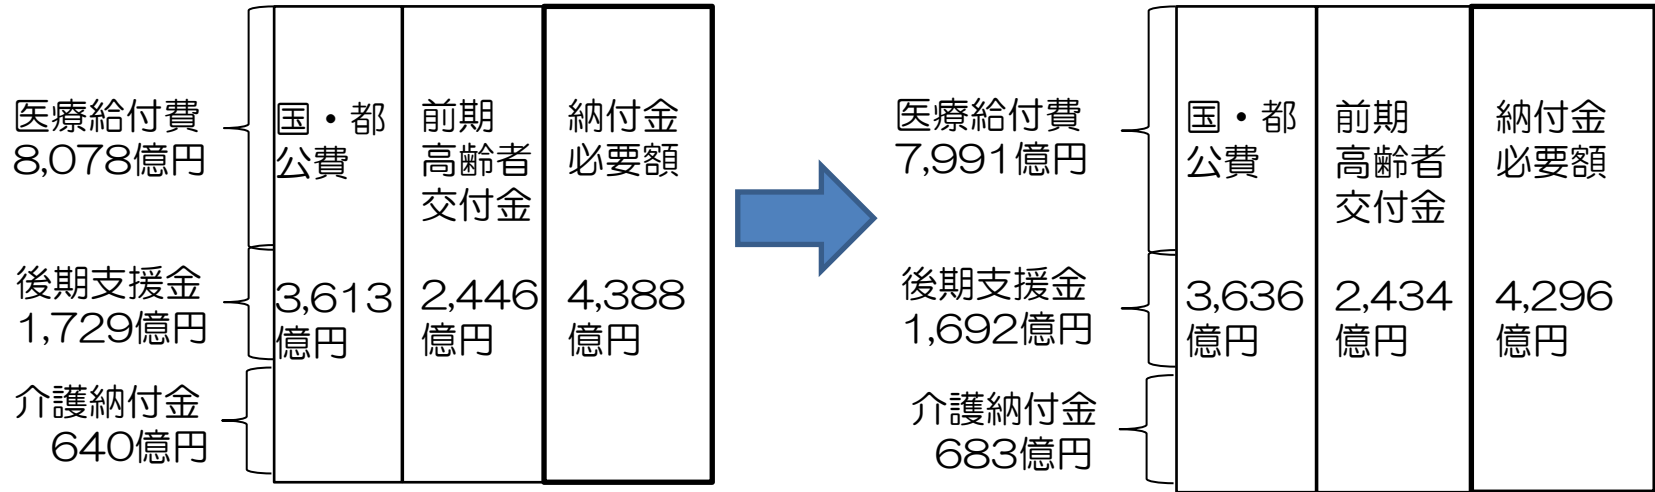 医療給付費
8,078億円
後期支援金
1,729億円
介護納付金
640億円
国・都
公費
3,613
億円
前期
高齢者
交付金
2,446
億円
納付金
必要額
4,388
億円
医療給付費
7,991億円
後期支援金
1,692億円
介護納付金
683億円
国・都
公費
3,636
億円
前期
高齢者
交付金
2,434
億円
納付金
必要額
4,296
億円